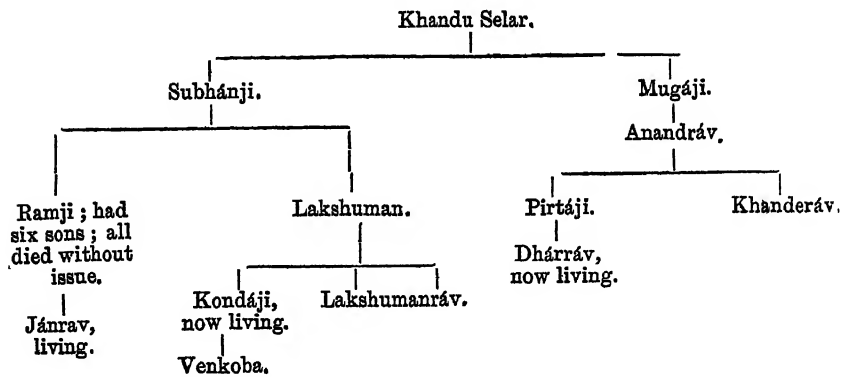 Khandu Selar.
Subhánji.
Mugáji.
Anandráv.
Ramji ; had
six sons ; all
died without
issue.
Lakshuman.
Pirtáji.
Khanderáv.
Dhárráv,
now living.
Jánrav,
living.
Kondáji,
now living.
Lakshumanráv.
Venkoba.